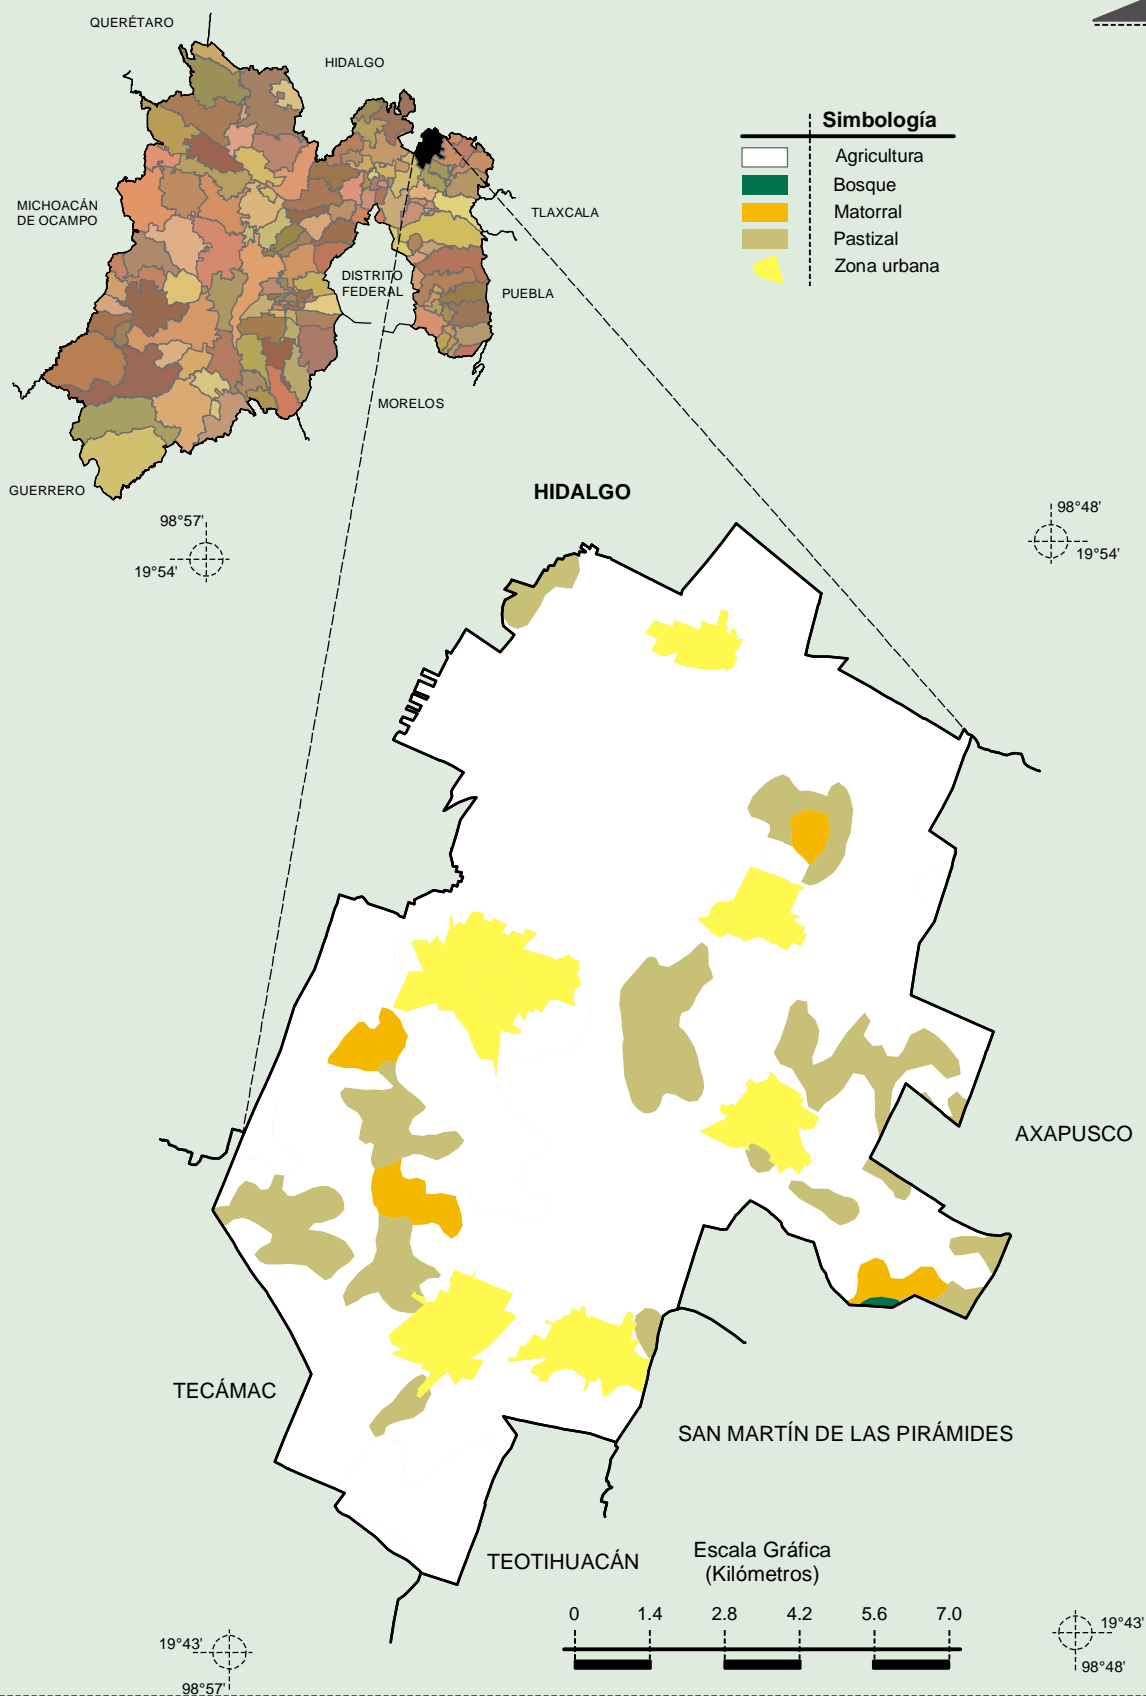 QUERÉTARO
HIDALGO
MICHOACÁN
DE OCAMPO
TLAXCALA
DISTRITO
FEDERAL
PUEBLA
MORELOS
GUERRERO
Simbología
Agricultura
Bosque
Matorral
Pastizal
Zona urbana
HIDALGO
98°57'
19°54'
98°48'
19°54'
AXAPUSCO
TECÁMAC
SAN MARTÍN DE LAS PIRÁMIDES
TEOTIHUACÁN
Escala Gráfica
(Kilómetros)
0 1.4 2.8 4.2 5.6 7.0
19°43'
98°57'
19°43'
98°48'